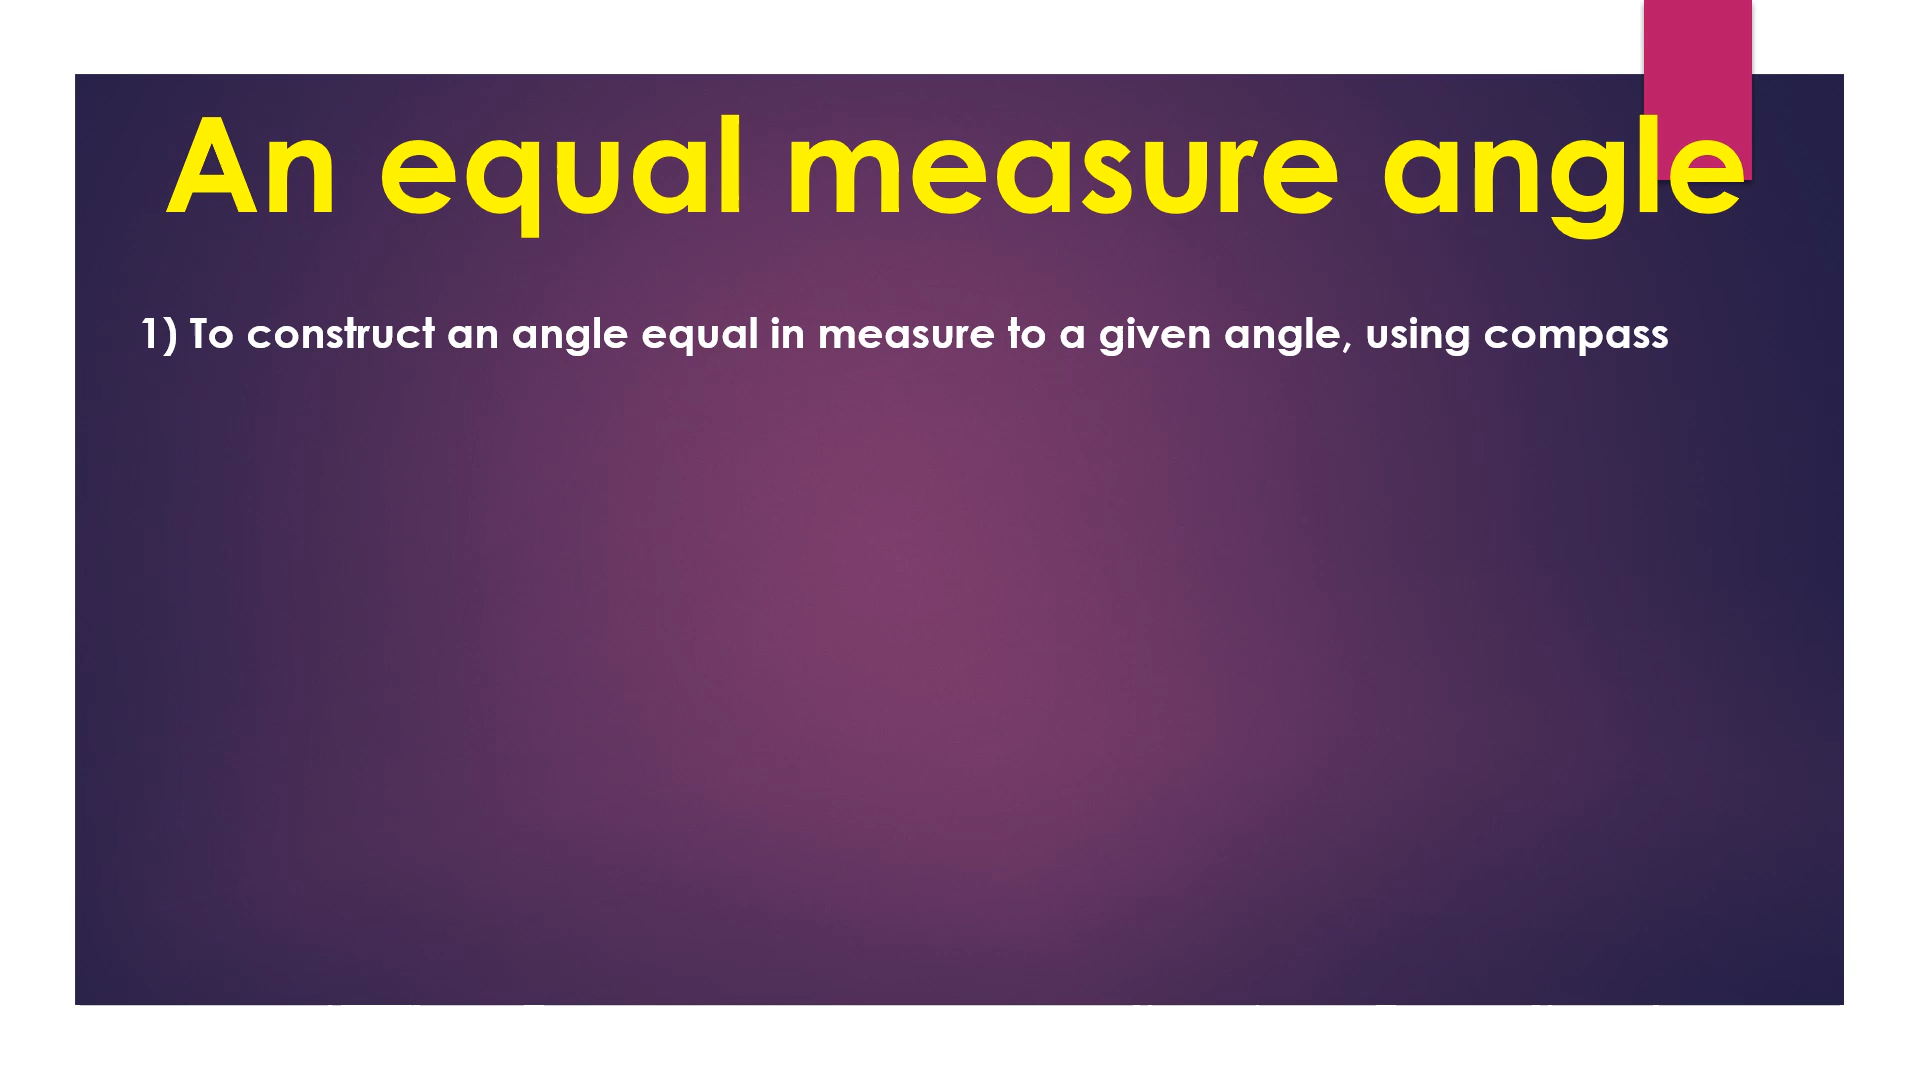 An equal measure angle
1) To construct an angle equal in measure to a given angle, using compass